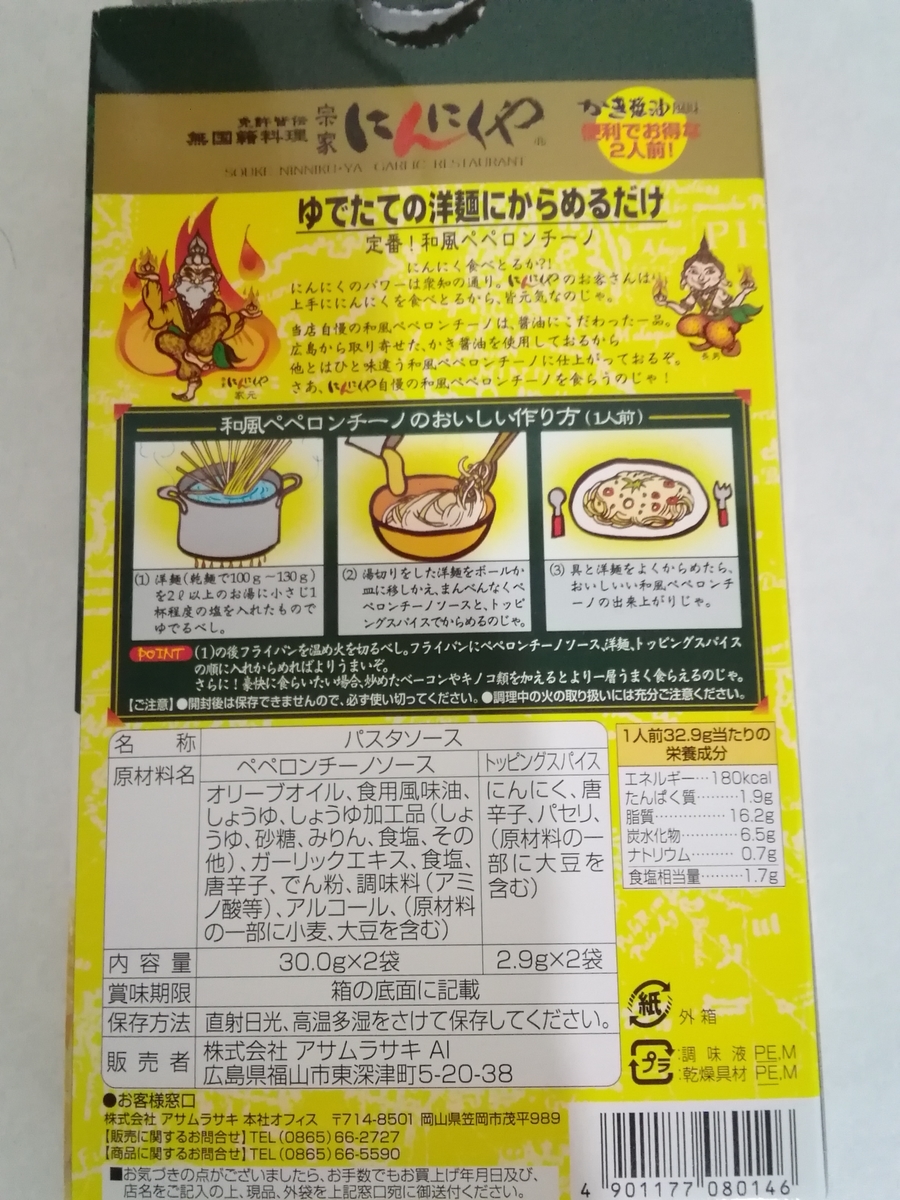 免許皆伝
無国籍料理
宗家
にんにくや
SOUKE NINNIKU-YA GARLIC RESTAURANT
かき醤油風味
便利でお得な
2人前!
ゆでたての洋麺にからめるだけ
定番!和風ペペロンチーノ
にんにく食べとるか?!
にんにくのパワーは衆知の通り。にんにくやのお客さんは
上手ににんにくを食べとるから、皆元気なのじゃ。
当店自慢の和風ペペロンチーノは、醤油にこだわった一品。
広島から取り寄せた、かき醤油を使用しておるから
他とはひと味違う和風ペペロンチーノに仕上がっておるぞ。
さあ、にんにくや自慢の和風ペペロンチーノを食らうのじゃ!
にんにくや
家元
長男
和風ペペロンチーノのおいしい作り方(1人前)
(1) 洋麺(乾麺で100g~130g)
を2ℓ以上のお湯に小さじ1
杯程度の塩を入れたもので
ゆでるべし。
(2) 湯切りをした洋麺をボールか
皿に移しかえ、まんべんなくペ
ペロンチーノソースと、トッピ
ングスパイスでからめるのじゃ。
(3) 具と洋麺をよくからめたら、
おいしいい和風ペペロンチ
ーノの出来上がりじゃ。
POINT (1)の後フライパンを温め火を切るべし。フライパンにペペロンチーノソース、洋麺、トッピングスパイス
の順に入れからめればよりうまいぞ。
さらに!豪快に食らいたい場合、炒めたベーコンやキノコ類を加えるとより一層うまく食らえるのじゃ。
【ご注意】●開封後は保存できませんので、必ず使い切ってください。●調理中の火の取り扱いには充分ご注意ください。
名称 パスタソース
原材料名 ペペロンチーノソース トッピングスパイス
オリーブオイル、食用風味油、
しょうゆ、しょうゆ加工品(しょ
うゆ、砂糖、みりん、食塩、その
他)、ガーリックエキス、食塩、
唐辛子、でん粉、調味料(アミ
ノ酸等)、アルコール、(原材料
の一部に小麦、大豆を含む)
にんにく、唐
辛子、パセリ、
(原材料の一
部に大豆を
含む)
内容量 30.0g×2袋 2.9g×2袋
賞味期限 箱の底面に記載
保存方法 直射日光、高温多湿をさけて保存してください。
販売者 株式会社 アサムラサキ AI
広島県福山市東深津町5-20-38
1人前32.9g当たりの
栄養成分
エネルギー…180kcal
たんぱく質………1.9g
脂質……………16.2g
炭水化物…………6.5g
ナトリウム………0.7g
食塩相当量………1.7g
紙 外箱
プラ :調味液 PE,M
:乾燥具材 PE,M
●お客様窓口
株式会社 アサムラサキ 本社オフィス 〒714-8501 岡山県笠岡市茂平989
【販売に関するお問合せ】TEL(0865)66-2727
【商品に関するお問合せ】TEL(0865)66-5590
■お気づきの点がございましたら、お手数でもお買上げ年月日及び、
店名をご記入の上、現品、外袋を上記窓口宛に御送付ください。
4 901177 080146